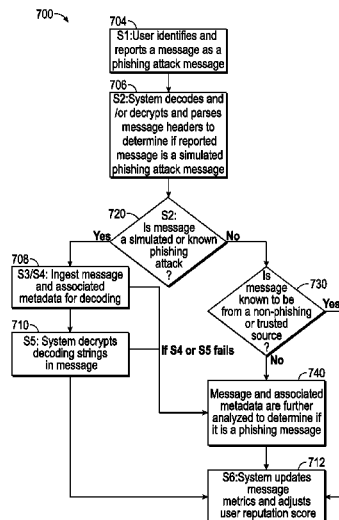 700
704
S1:User identifies and
reports a message as a
phishing attack message
706
S2:System decodes and
/or decrypts and parses
message headers to
determine if reported
message is a simulated
phishing attack message
720
S2:
Is message
a simulated or known
phishing
attack
?
Yes
No
708
S3/S4: Ingest message
and associated
metadata for decoding
730
Is
message
known to be
from a non-phishing
or trusted
source
?
Yes
No
710
S5: System decrypts
decoding strings
in message
If S4 or S5 fails
740
Message and associated
metadata are further
analyzed to determine if
it is a phishing message
712
S6:System updates
message
metrics and adjusts
user reputation score